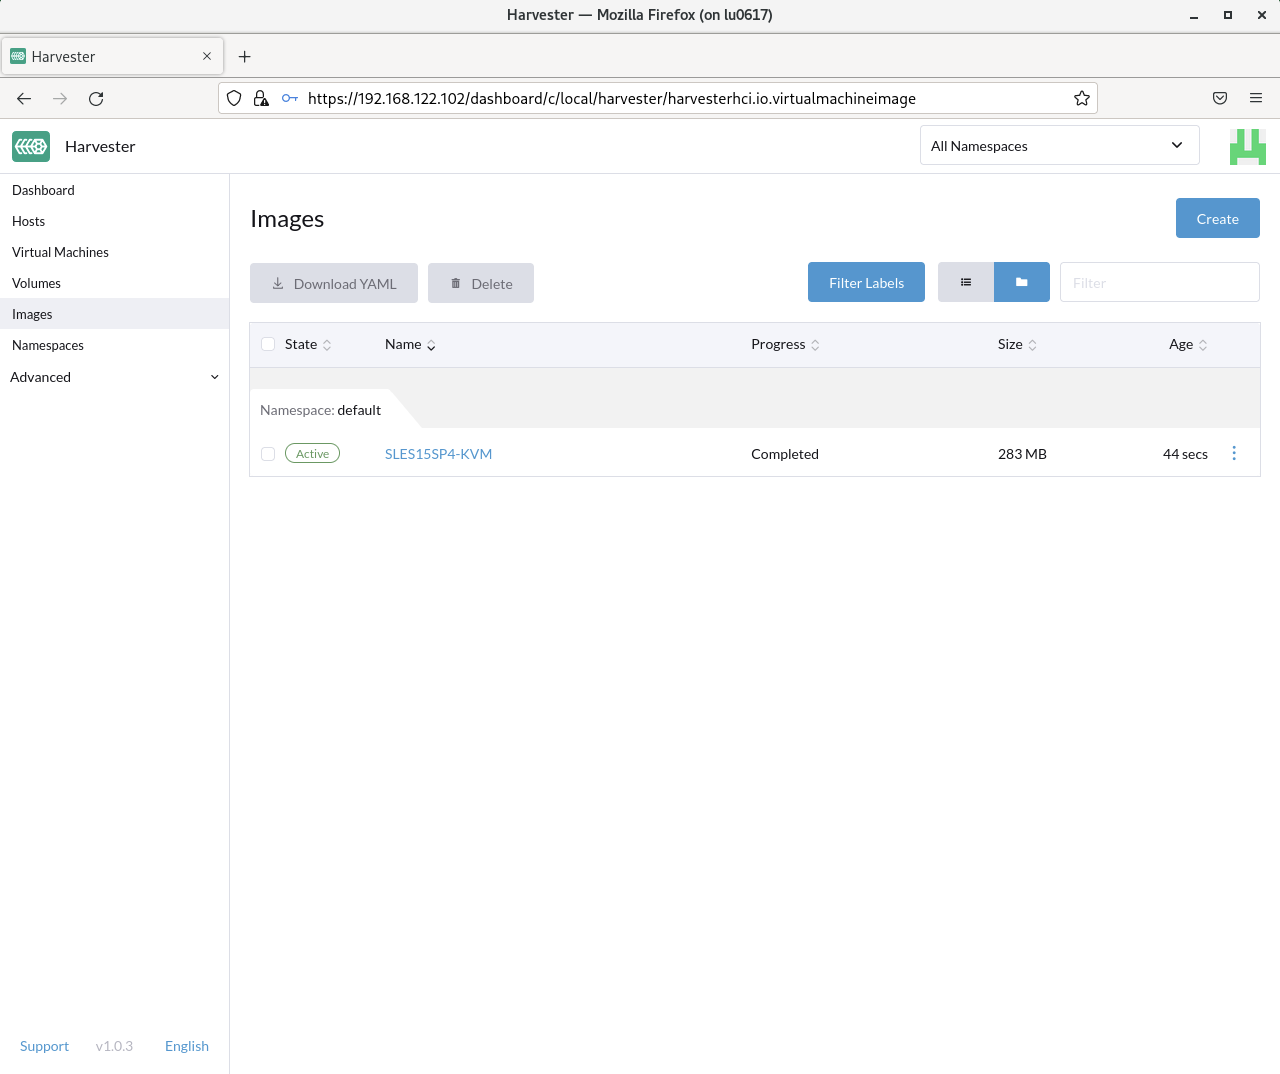 Harvester — Mozilla Firefox (on lu0617)
Harvester
https://192.168.122.102/dashboard/c/local/harvester/harvesterhci.io.virtualmachineimage
Harvester
All Namespaces
Dashboard
Hosts
Virtual Machines
Volumes
Images
Namespaces
Advanced
Images
Create
Download YAML
Delete
Filter Labels
Filter
State Name Progress Size Age
Namespace: default
Active SLES15SP4-KVM Completed 283 MB 44 secs
Support v1.0.3 English